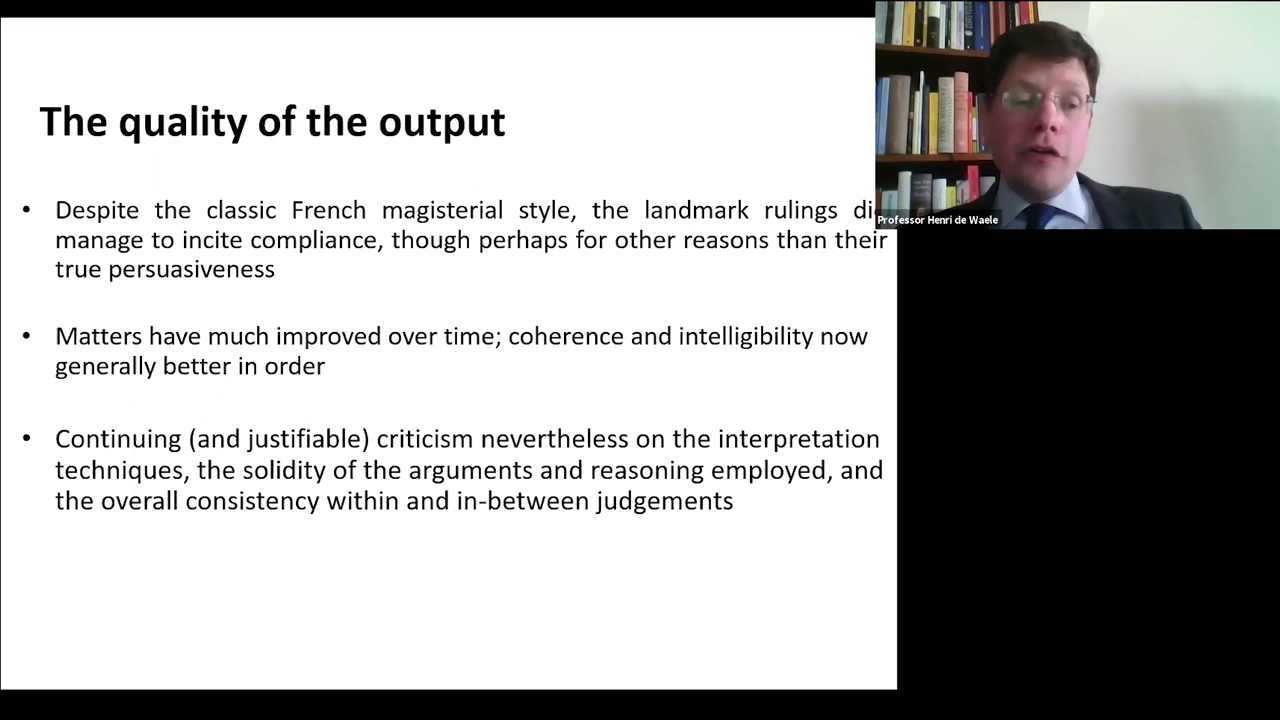 The quality of the output
• Despite the classic French magisterial style, the landmark rulings
manage to incite compliance, though perhaps for other reasons than their
true persuasiveness
• Matters have much improved over time; coherence and intelligibility now
generally better in order
• Continuing (and justifiable) criticism nevertheless on the interpretation
techniques, the solidity of the arguments and reasoning employed, and
the overall consistency within and in-between judgements
Professor Henri de Waele